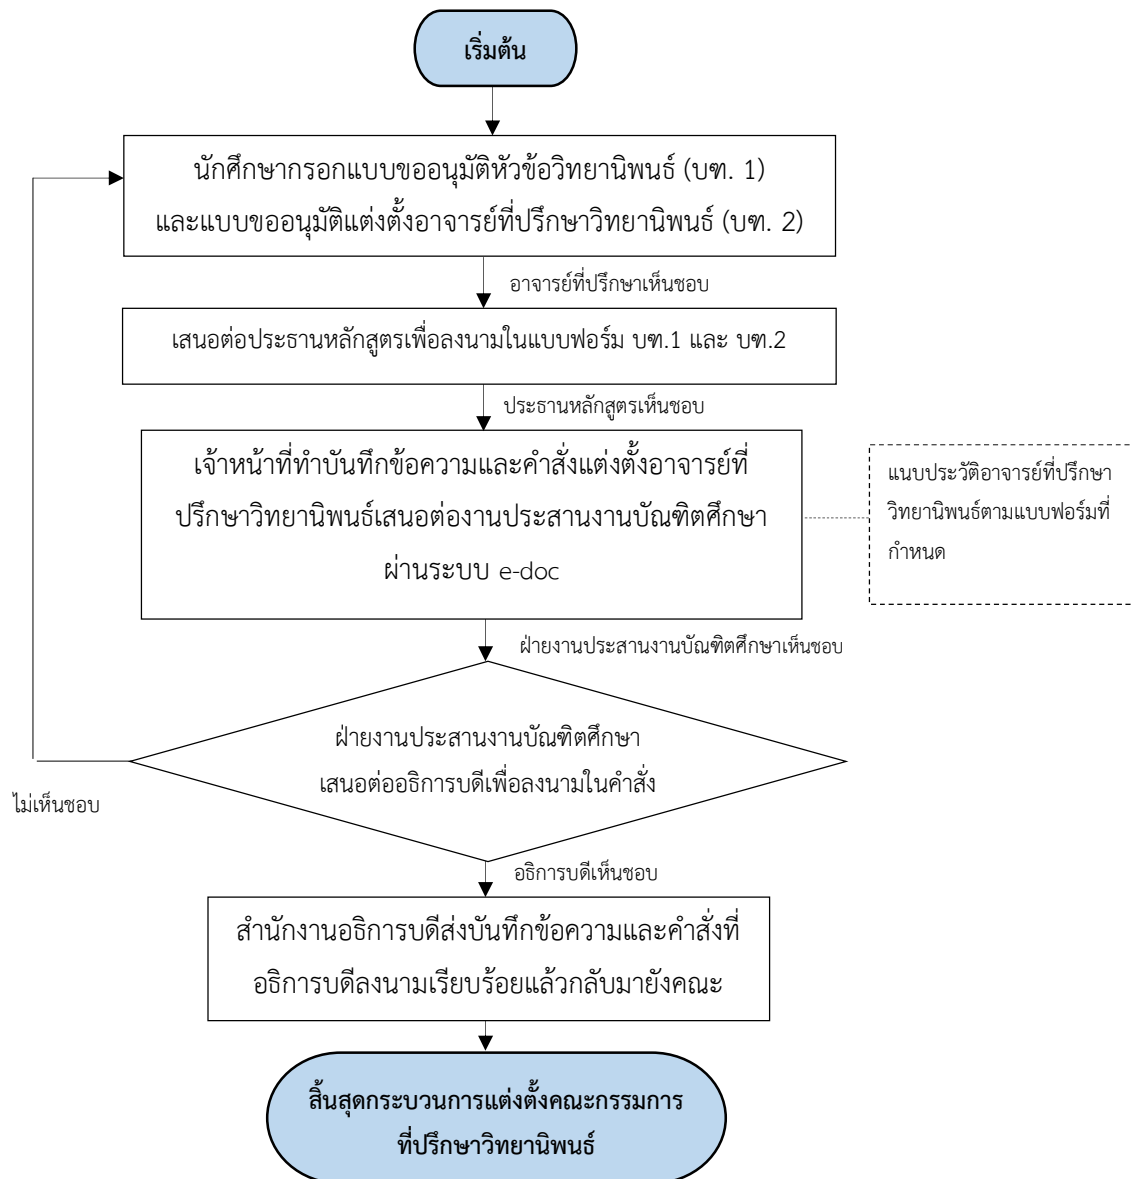 เริ่มต้น
นักศึกษากรอกแบบขออนุมัติหัวข้อวิทยานิพนธ์ (บฑ. 1)
และแบบขออนุมัติแต่งตั้งอาจารย์ที่ปรึกษาวิทยานิพนธ์ (บฑ. 2)
อาจารย์ที่ปรึกษาเห็นชอบ
เสนอต่อประธานหลักสูตรเพื่อลงนามในแบบฟอร์ม บฑ.1 และ บฑ.2
ประธานหลักสูตรเห็นชอบ
เจ้าหน้าที่ทำบันทึกข้อความและคำสั่งแต่งตั้งอาจารย์ที่
ปรึกษาวิทยานิพนธ์เสนอต่องานประสานงานบัณฑิตศึกษา
ผ่านระบบ e-doc
แนบประวัติอาจารย์ที่ปรึกษา
วิทยานิพนธ์ตามแบบฟอร์มที่
กำหนด
ฝ่ายงานประสานงานบัณฑิตศึกษาเห็นชอบ
ฝ่ายงานประสานงานบัณฑิตศึกษา
เสนอต่ออธิการบดีเพื่อลงนามในคำสั่ง
ไม่เห็นชอบ
อธิการบดีเห็นชอบ
สำนักงานอธิการบดีส่งบันทึกข้อความและคำสั่งที่
อธิการบดีลงนามเรียบร้อยแล้วกลับมายังคณะ
สิ้นสุดกระบวนการแต่งตั้งคณะกรรมการ
ที่ปรึกษาวิทยานิพนธ์